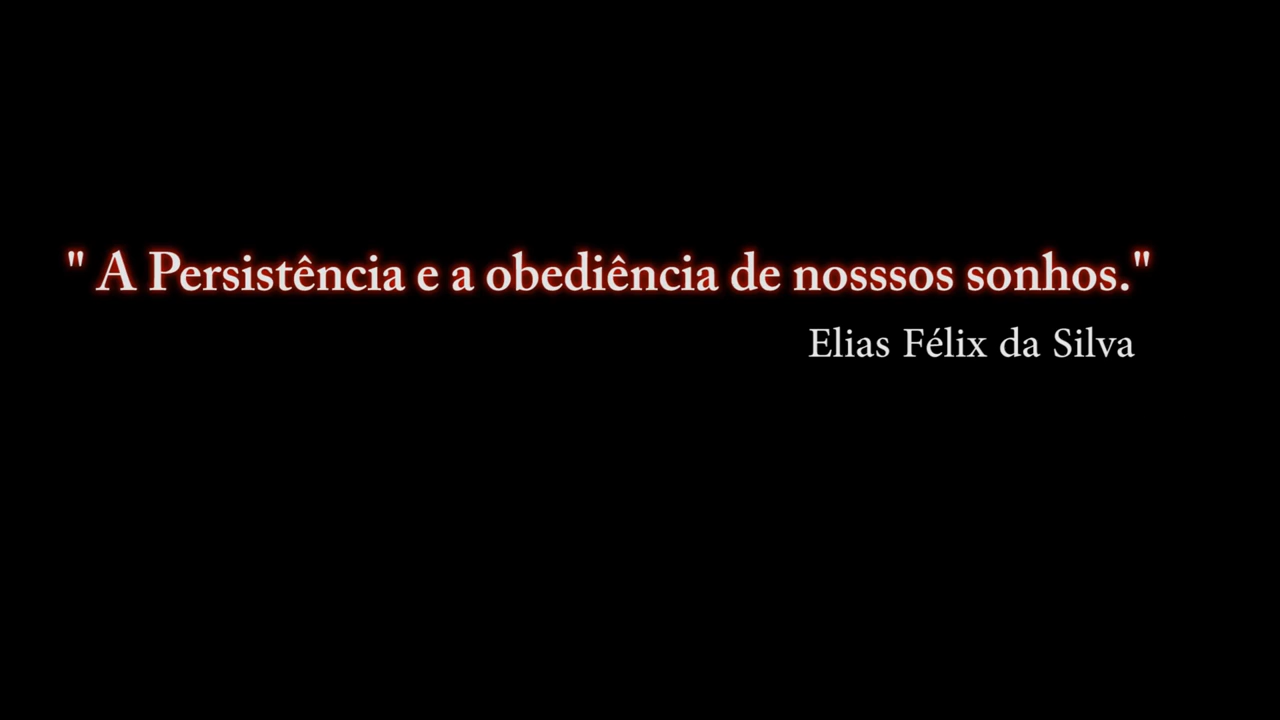 " A Persistência e a obediência de nosssos sonhos."
Elias Félix da Silva